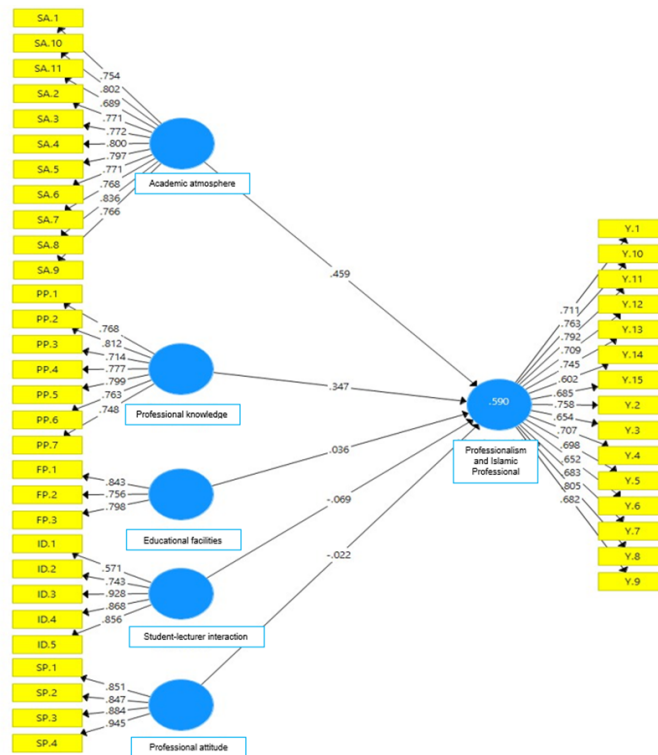 SA.1
SA.10
SA.11
SA.2
SA.3
SA.4
SA.5
SA.6
SA.7
SA.8
SA.9
.754
.802
.689
.771
.772
.800
.797
.771
.768
.836
.766
Academic atmosphere
PP.1
PP.2
PP.3
PP.4
PP.5
PP.6
PP.7
.768
.812
.714
.777
.799
.763
.748
Professional knowledge
FP.1
FP.2
FP.3
.843
.756
.798
Educational facilities
ID.1
ID.2
ID.3
ID.4
ID.5
.571
.743
.928
.868
.856
Student-lecturer interaction
SP.1
SP.2
SP.3
SP.4
.851
.847
.884
.945
Professional attitude
.459
.347
.036
-.069
-.022
.590
Professionalism
and Islamic
Professional
.711
.763
.792
.709
.745
.602
.685
.758
.654
.707
.698
.652
.683
.805
.682
Y.1
Y.10
Y.11
Y.12
Y.13
Y.14
Y.15
Y.2
Y.3
Y.4
Y.5
Y.6
Y.7
Y.8
Y.9